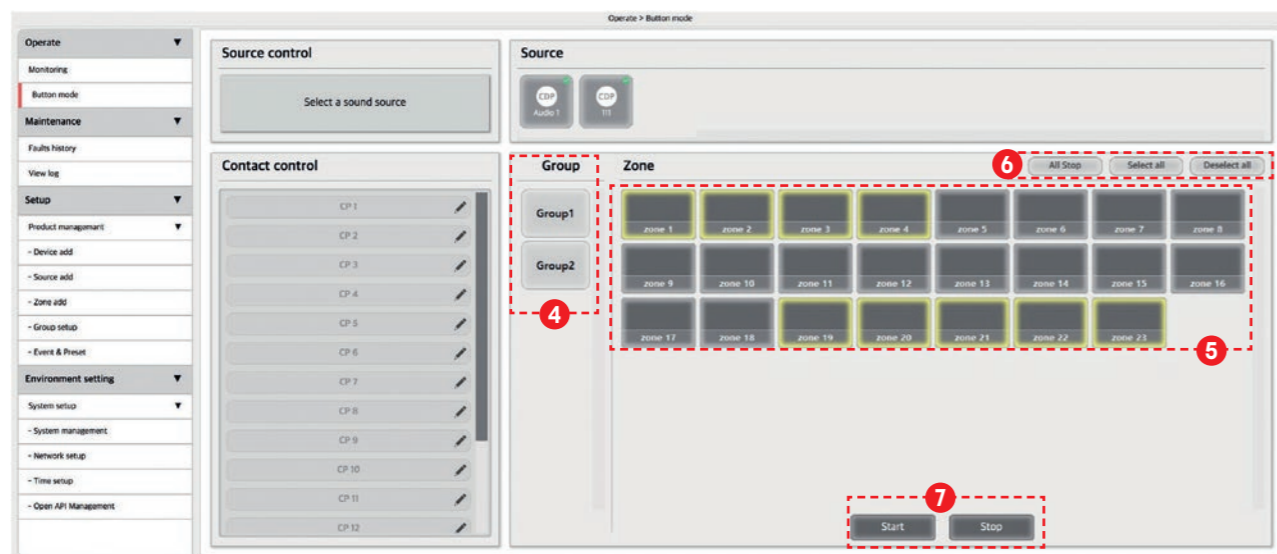 Operate > Button mode
Operate ▼
Monitoring
Button mode
Maintenance ▼
Faults history
View log
Setup ▼
Product management ▼
- Device add
- Source add
- Zone add
- Group setup
- Event & Preset
Environment setting ▼
System setup ▼
- System management
- Network setup
- Time setup
- Open API Management
Source control
Select a sound source
Source
CDP
Audio 1
CDP
111
Contact control
CP 1
CP 2
CP 3
CP 4
CP 5
CP 6
CP 7
CP 8
CP 9
CP 10
CP 11
CP 12
Group
Group1
Group2
4
Zone
6
All Stop Select all Deselect all
zone 1 zone 2 zone 3 zone 4 zone 5 zone 6 zone 7 zone 8
zone 9 zone 10 zone 11 zone 12 zone 13 zone 14 zone 15 zone 16
zone 17 zone 18 zone 19 zone 20 zone 21 zone 22 zone 23
5
7
Start Stop